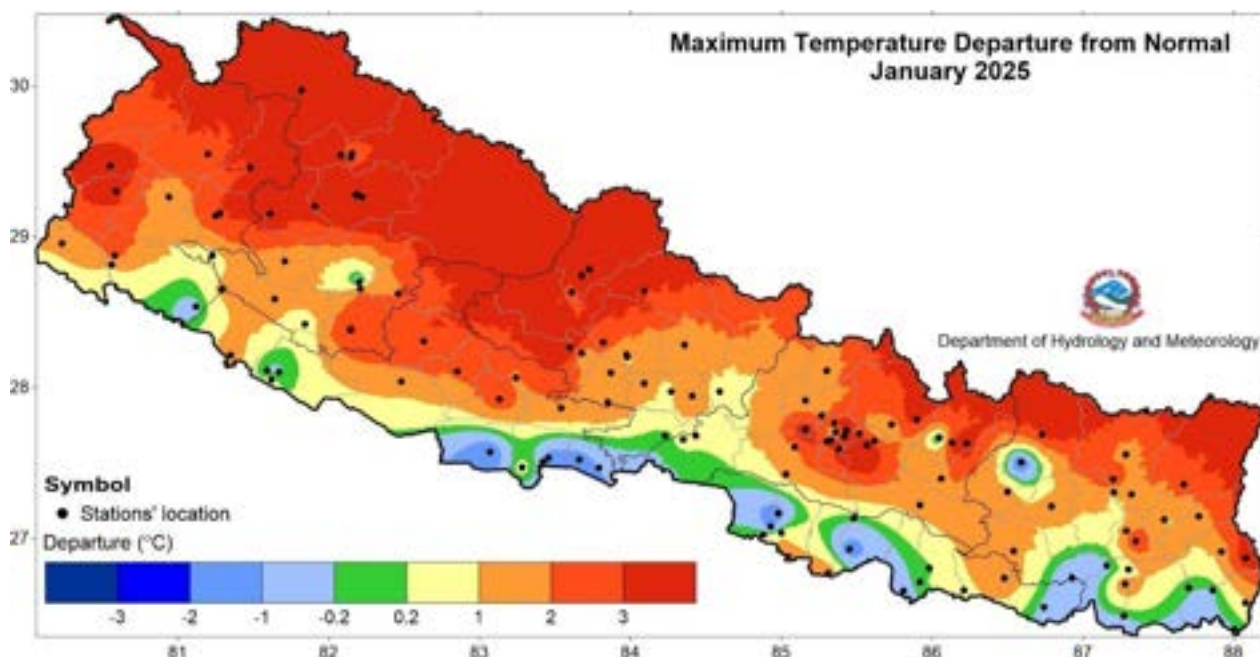 Maximum Temperature Departure from Normal
January 2025
30
29
28
27
Department of Hydrology and Meteorology
Symbol
Stations' location
Departure (°C)
-3 -2 -1 -0.2 0.2 1 2 3
81 82 83 84 85 86 87 88